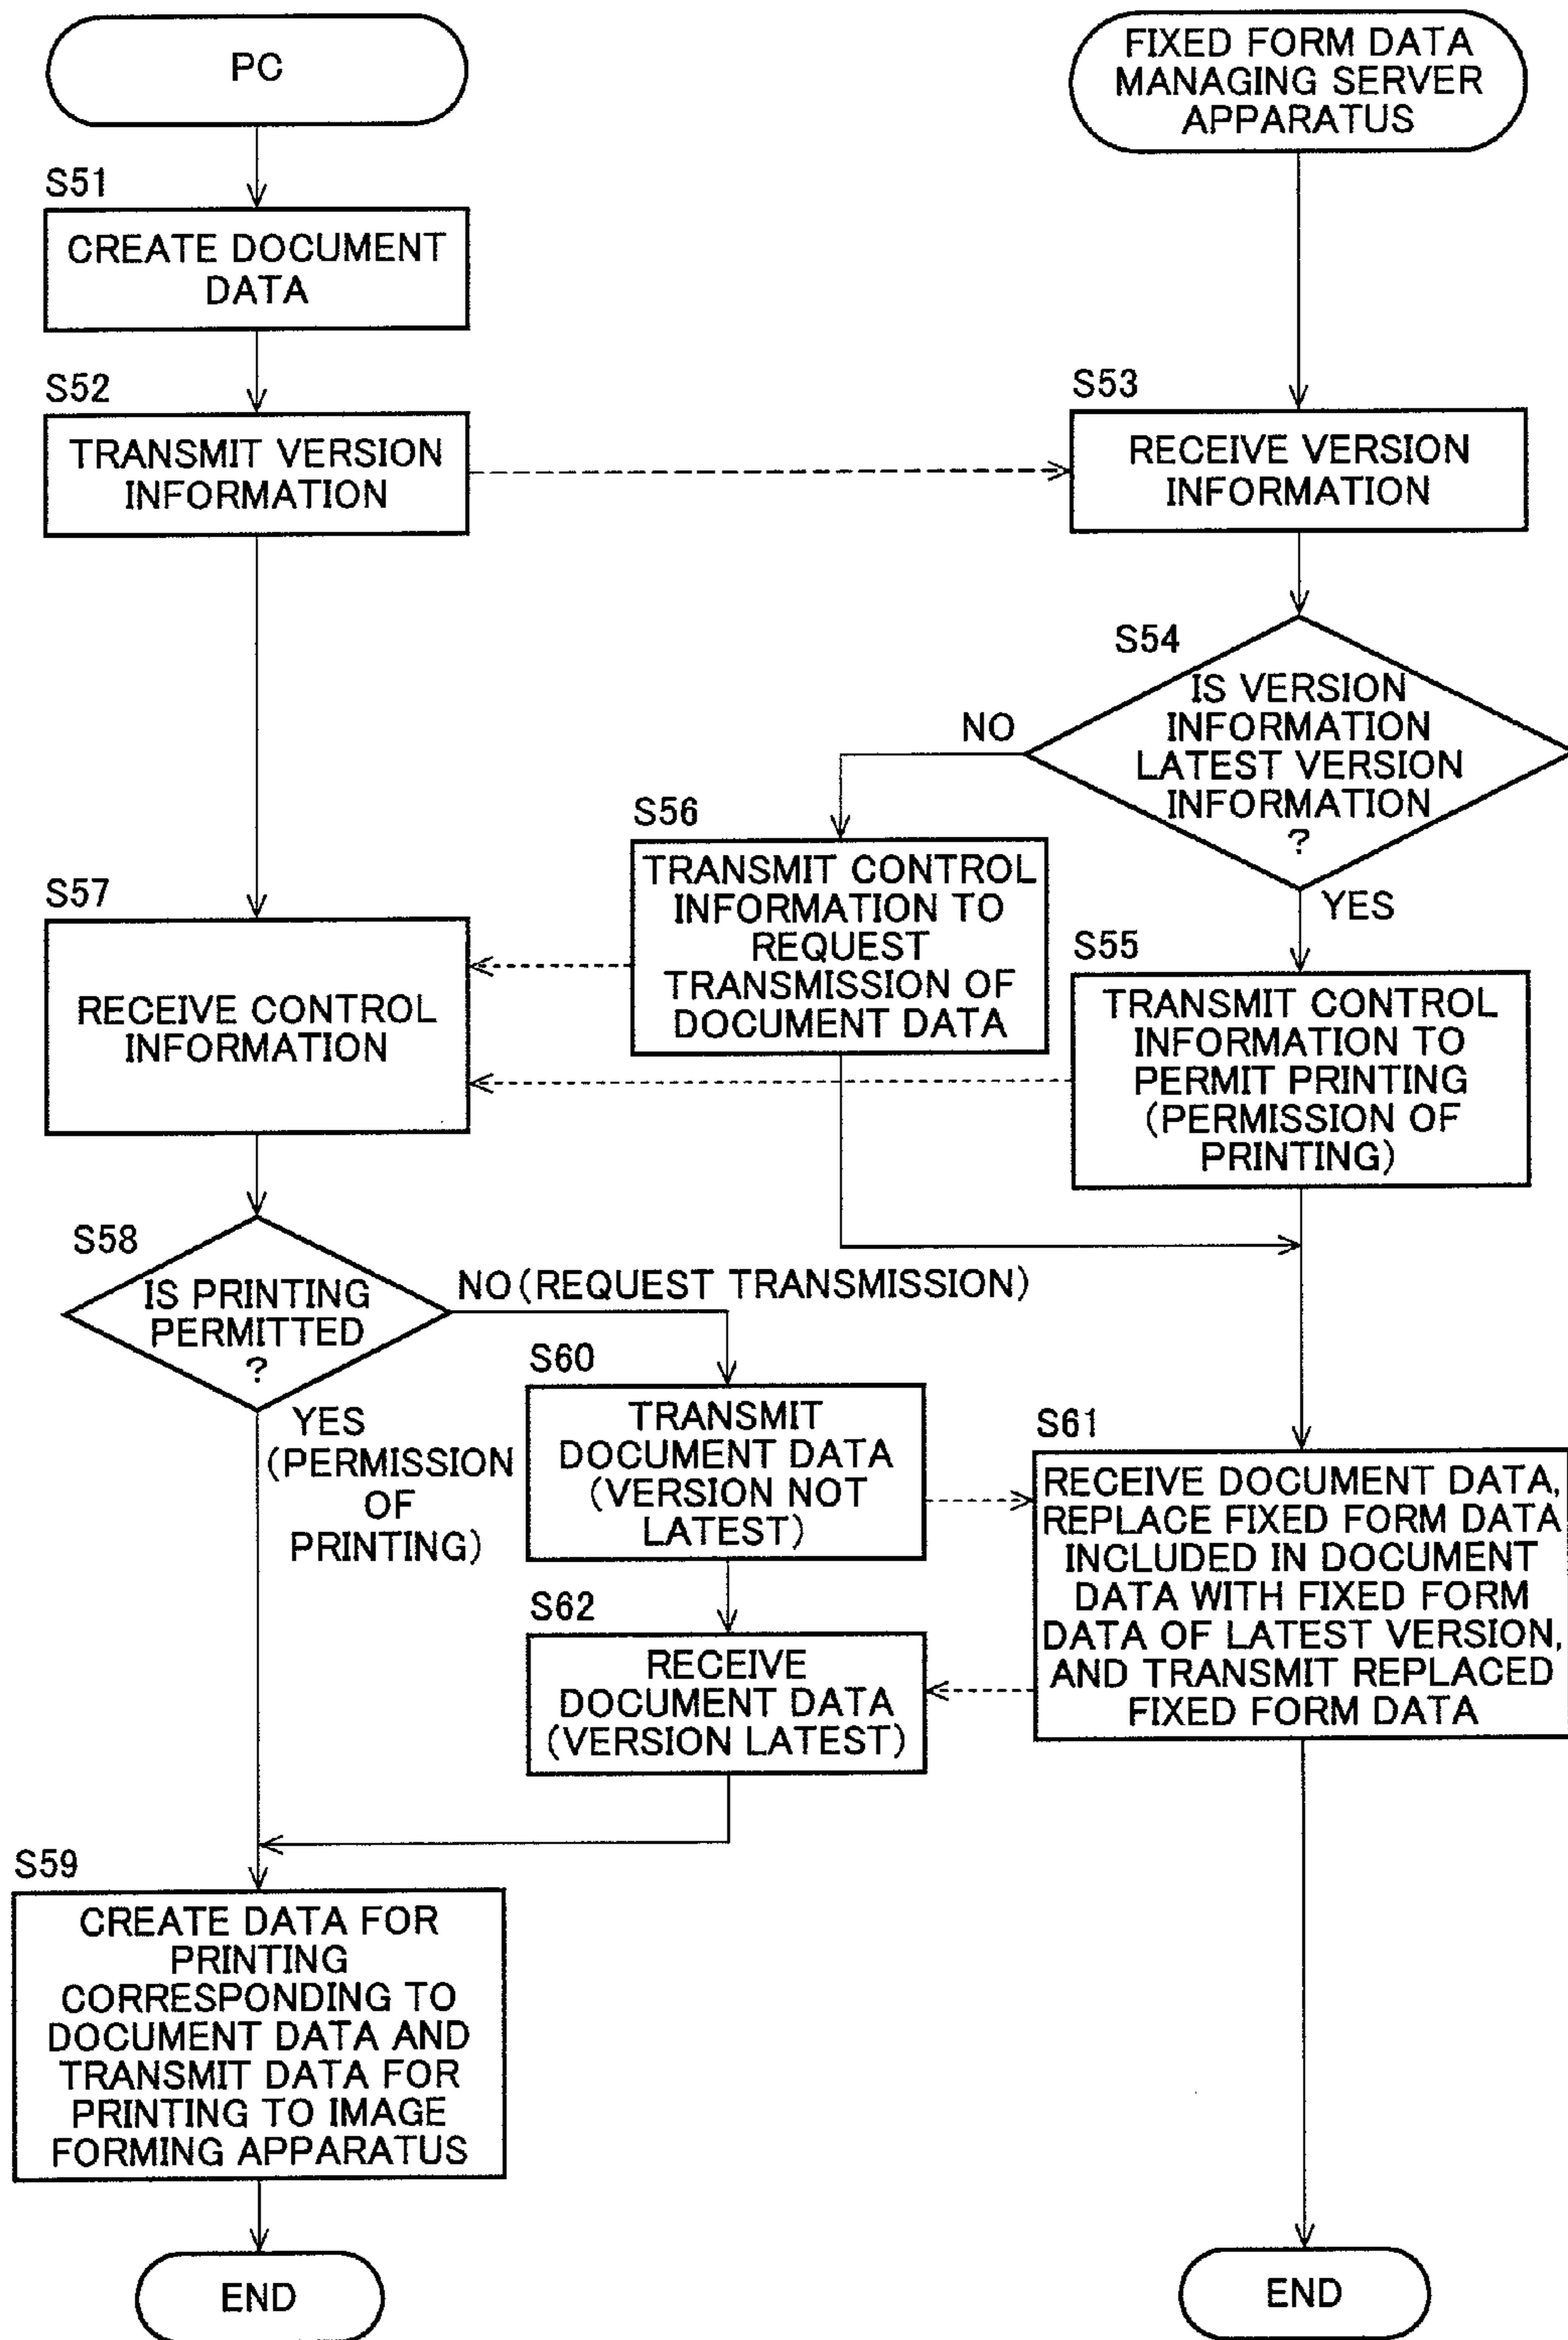 PC
FIXED FORM DATA
MANAGING SERVER
APPARATUS
S51
CREATE DOCUMENT
DATA
S52
TRANSMIT VERSION
INFORMATION
S53
RECEIVE VERSION
INFORMATION
S54
IS VERSION
INFORMATION
LATEST VERSION
INFORMATION
?
NO
YES
S56
TRANSMIT CONTROL
INFORMATION TO
REQUEST
TRANSMISSION OF
DOCUMENT DATA
S55
TRANSMIT CONTROL
INFORMATION TO
PERMIT PRINTING
(PERMISSION OF
PRINTING)
S57
RECEIVE CONTROL
INFORMATION
S58
IS PRINTING
PERMITTED
?
NO (REQUEST TRANSMISSION)
YES
(PERMISSION
OF
PRINTING)
S60
TRANSMIT
DOCUMENT DATA
(VERSION NOT
LATEST)
S61
RECEIVE DOCUMENT DATA,
REPLACE FIXED FORM DATA
INCLUDED IN DOCUMENT
DATA WITH FIXED FORM
DATA OF LATEST VERSION,
AND TRANSMIT REPLACED
FIXED FORM DATA
S62
RECEIVE
DOCUMENT DATA
(VERSION LATEST)
S59
CREATE DATA FOR
PRINTING
CORRESPONDING TO
DOCUMENT DATA AND
TRANSMIT DATA FOR
PRINTING TO IMAGE
FORMING APPARATUS
END
END